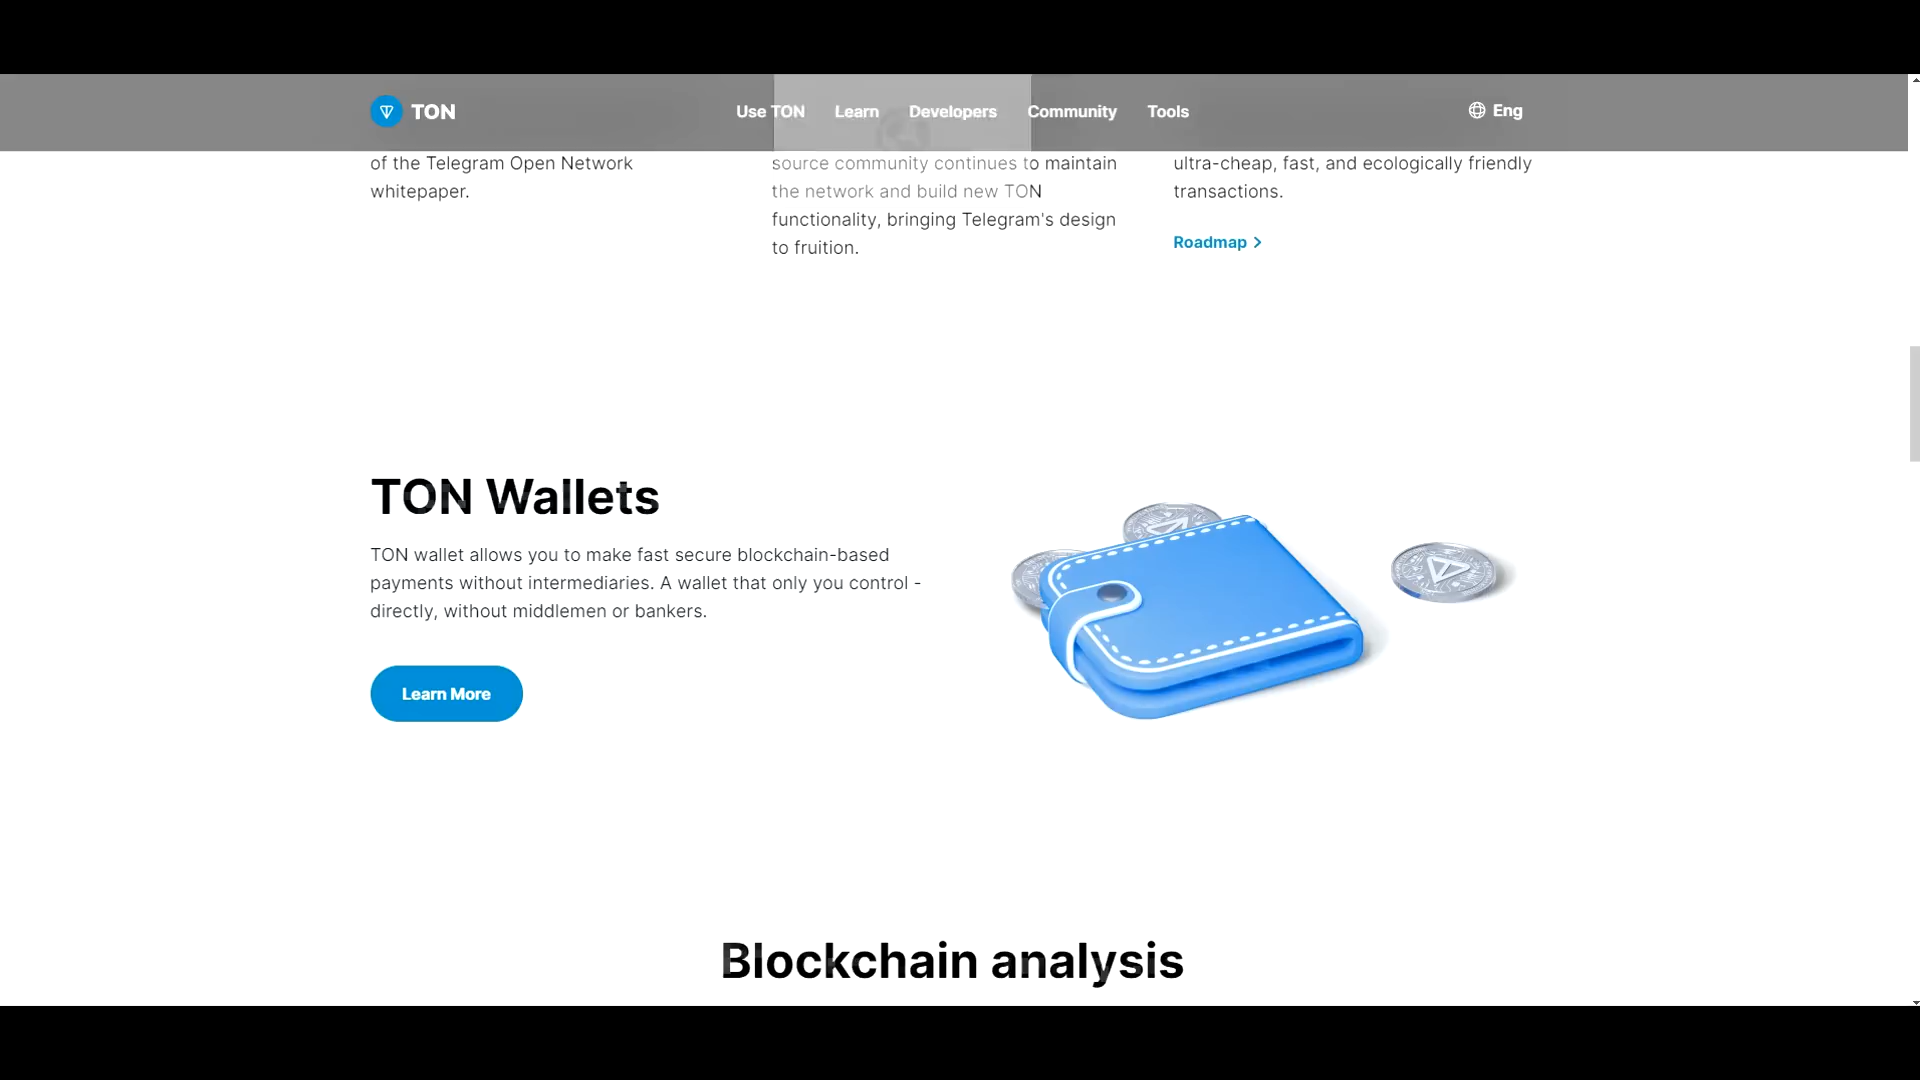 TON
Use TON Learn Developers Community Tools
Eng
of the Telegram Open Network
whitepaper.
source community continues to maintain
the network and build new TON
functionality, bringing Telegram's design
to fruition.
ultra-cheap, fast, and ecologically friendly
transactions.
Roadmap >
TON Wallets
TON wallet allows you to make fast secure blockchain-based
payments without intermediaries. A wallet that only you control -
directly, without middlemen or bankers.
Learn More
Blockchain analysis